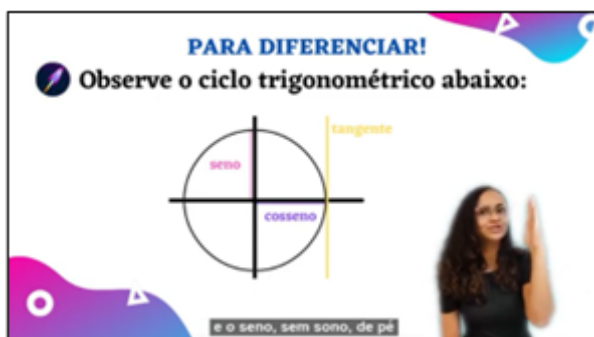 PARA DIFERENCIAR!
Observe o ciclo trigonométrico abaixo:
tangente
seno
cosseno
e o seno, sem sono, de pé